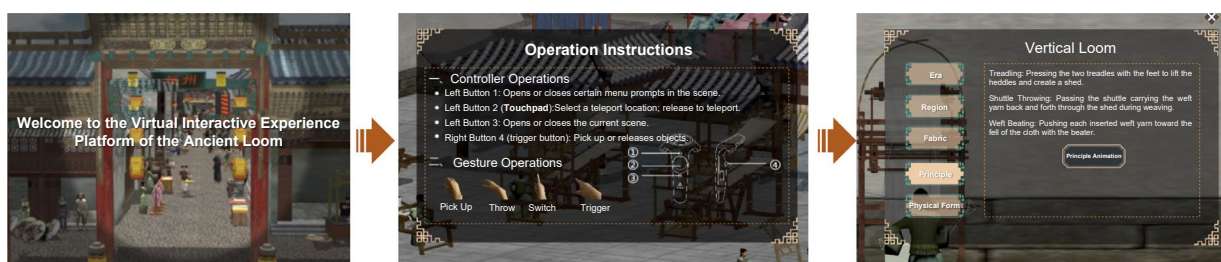 Welcome to the Virtual Interactive Experience
Platform of the Ancient Loom
Operation Instructions
一、Controller Operations
• Left Button 1: Opens or closes certain menu prompts in the scene.
• Left Button 2 (Touchpad):Select a teleport location; release to teleport.
• Left Button 3: Opens or closes the current scene.
• Right Button 4 (trigger button): Pick up or releases objects.
二、Gesture Operations
① ② ③ ④
Pick Up Throw Switch Trigger
Vertical Loom
Era
Region
Fabric
Principle
Physical Form
Treadling: Pressing the two treadles with the feet to lift the
heddles and create a shed.
Shuttle Throwing: Passing the shuttle carrying the weft
yarn back and forth through the shed during weaving.
Weft Beating: Pushing each inserted weft yarn toward the
fell of the cloth with the beater.
Principle Animation